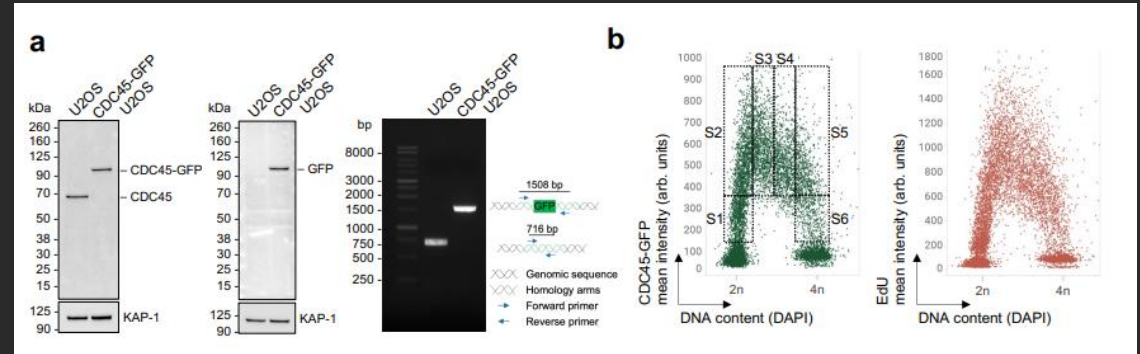 a
kDa
U2OS
CDC45-GFP
U2OS
260
160
125
90
70
50
38
30
25
15
CDC45-GFP
CDC45
125
90
KAP-1
kDa
U2OS
CDC45-GFP
U2OS
260
160
125
90
70
50
38
30
25
15
GFP
125
90
KAP-1
bp
U2OS
CDC45-GFP
U2OS
8000
3000
2000
1500
1000
750
500
250
1508 bp
GFP
716 bp
Genomic sequence
Homology arms
Forward primer
Reverse primer
b
CDC45-GFP
mean intensity (arb. units)
1000
900
800
700
600
500
400
300
200
100
0
S3 S4
S2
S5
S1
S6
2n
4n
DNA content (DAPI)
EdU
mean intensity (arb. units)
1800
1600
1400
1200
1000
800
600
400
200
0
2n
4n
DNA content (DAPI)